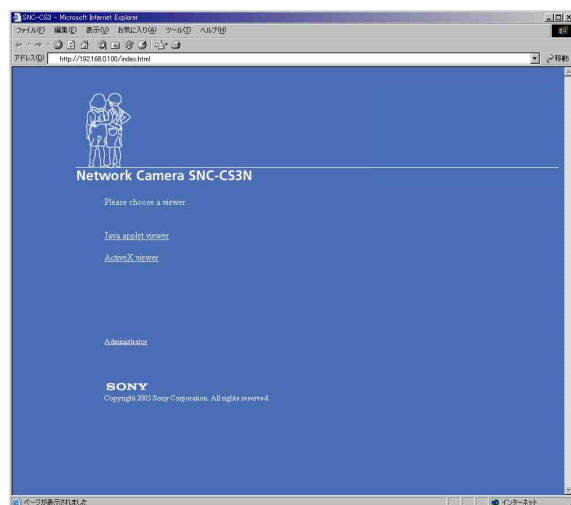 SNC-CS3 - Microsoft Internet Explorer
ファイル(F) 編集(E) 表示(V) お気に入り(A) ツール(T) ヘルプ(H)
アドレス(D) http://192.168.0.100/index.html 移動
Network Camera SNC-CS3N
Please choose a viewer.
Java applet viewer
ActiveX viewer
Administrator
SONY
Copyright 2003 Sony Corporation. All rights reserved.
ページが表示されました インターネット